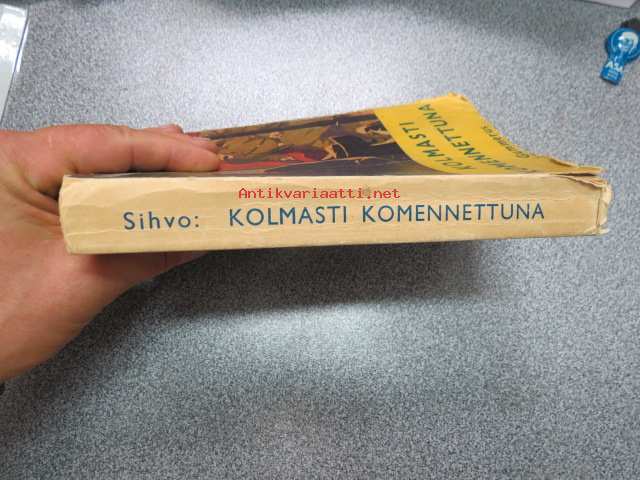 Antikvariaatti.net
Sihvo: KOLMASTI KOMENNETTUNA
KOLMASTI
KOMENNETTUNA